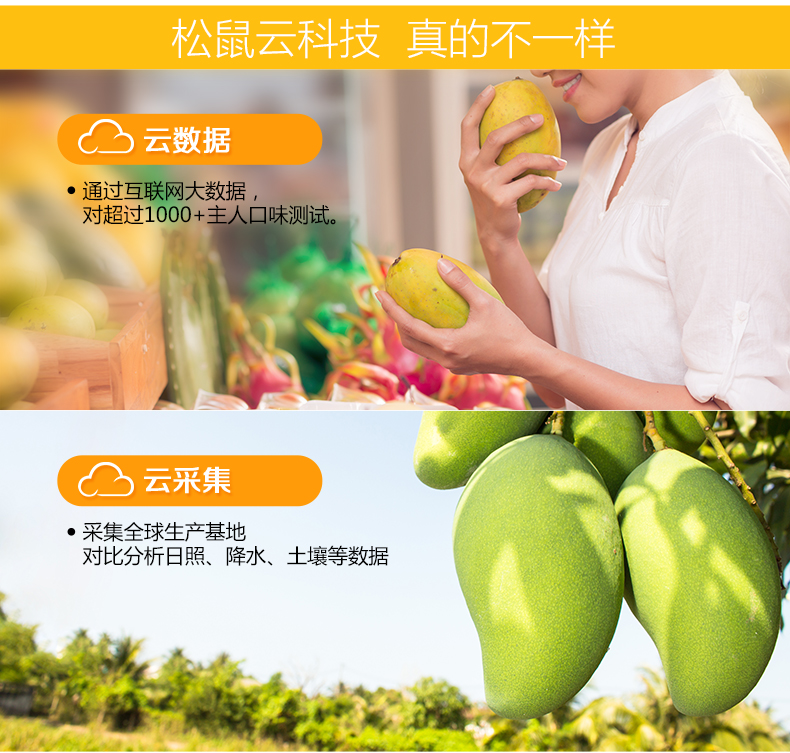 松鼠云科技 真的不一样
云数据
• 通过互联网大数据，
对超过1000+主人口味测试。
云采集
• 采集全球生产基地
对比分析日照、降水、土壤等数据